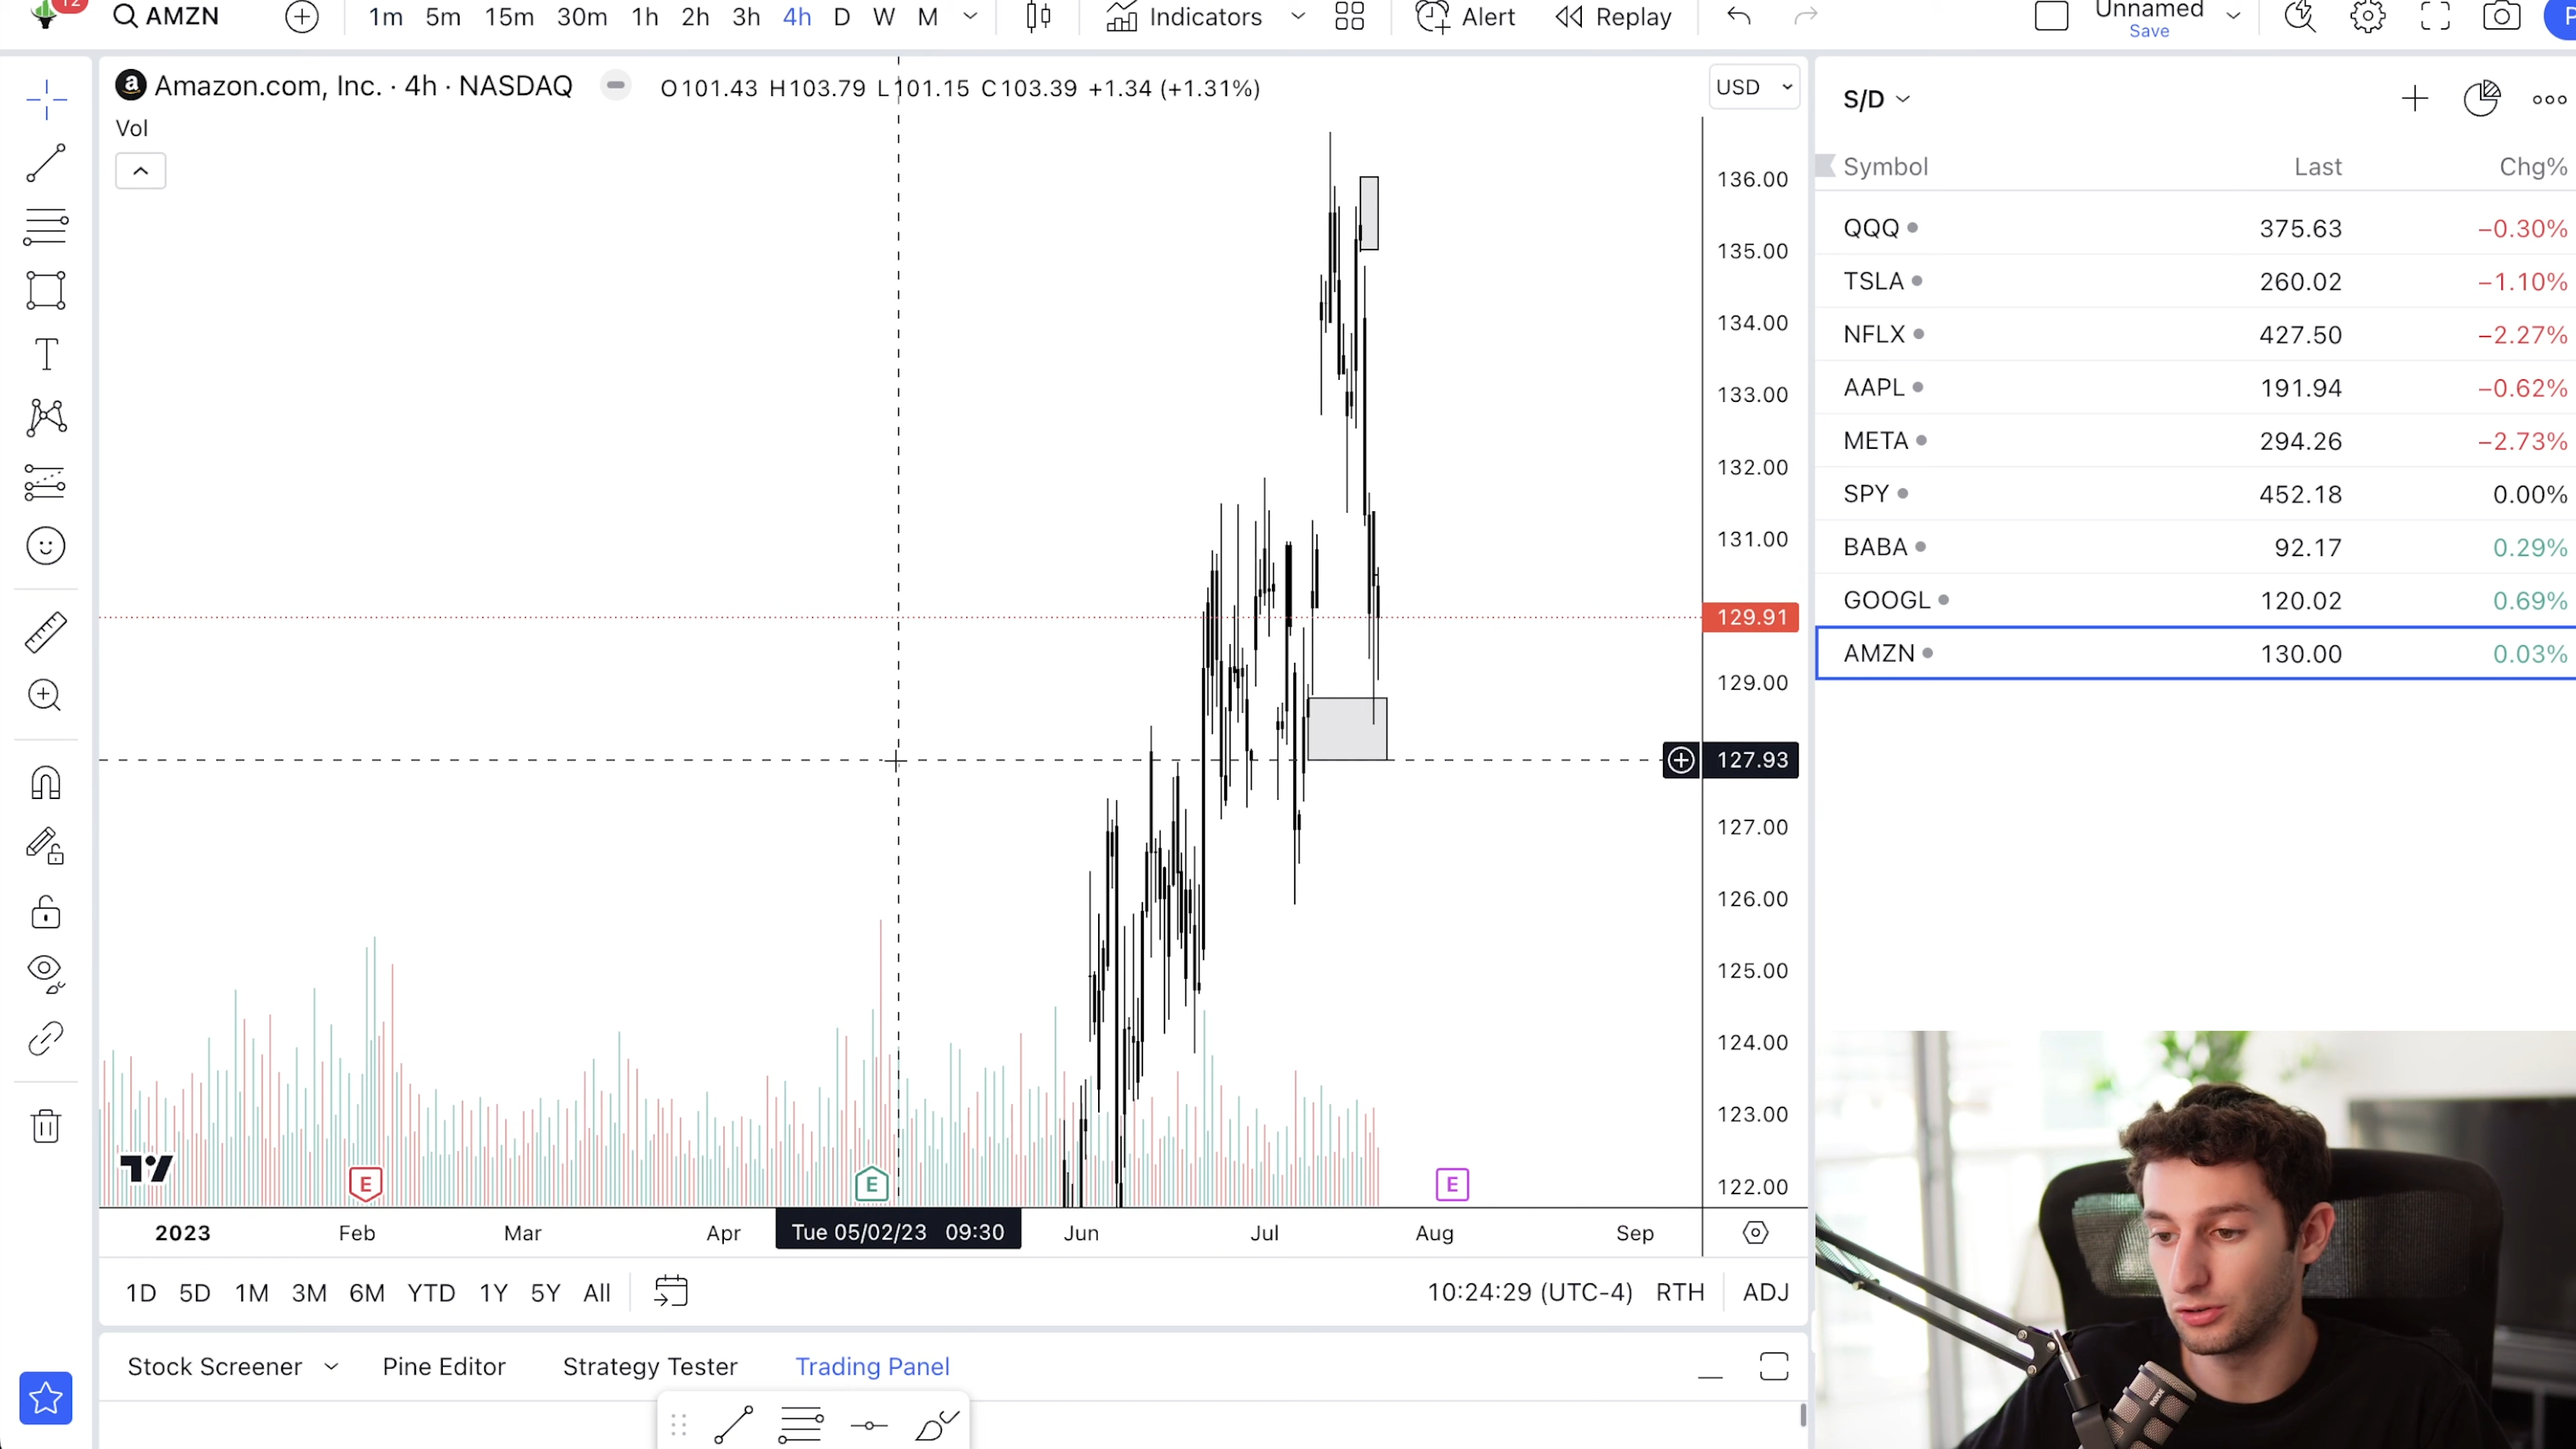 12
AMZN
1m 5m 15m 30m 1h 2h 3h 4h D W M
Indicators
Alert
Replay
Unnamed
Save
P
Amazon.com, Inc. · 4h · NASDAQ
O101.43 H103.79 L101.15 C103.39 +1.34 (+1.31%)
USD
Vol
136.00
135.00
134.00
133.00
132.00
131.00
129.91
129.00
127.93
127.00
126.00
125.00
124.00
123.00
122.00
E
E
E
2023 Feb Mar Apr Tue 05/02/23 09:30 Jun Jul Aug Sep
1D 5D 1M 3M 6M YTD 1Y 5Y All
10:24:29 (UTC-4) RTH ADJ
Stock Screener Pine Editor Strategy Tester Trading Panel
S/D
Symbol Last Chg%
QQQ 375.63 −0.30%
TSLA 260.02 −1.10%
NFLX 427.50 −2.27%
AAPL 191.94 −0.62%
META 294.26 −2.73%
SPY 452.18 0.00%
BABA 92.17 0.29%
GOOGL 120.02 0.69%
AMZN 130.00 0.03%